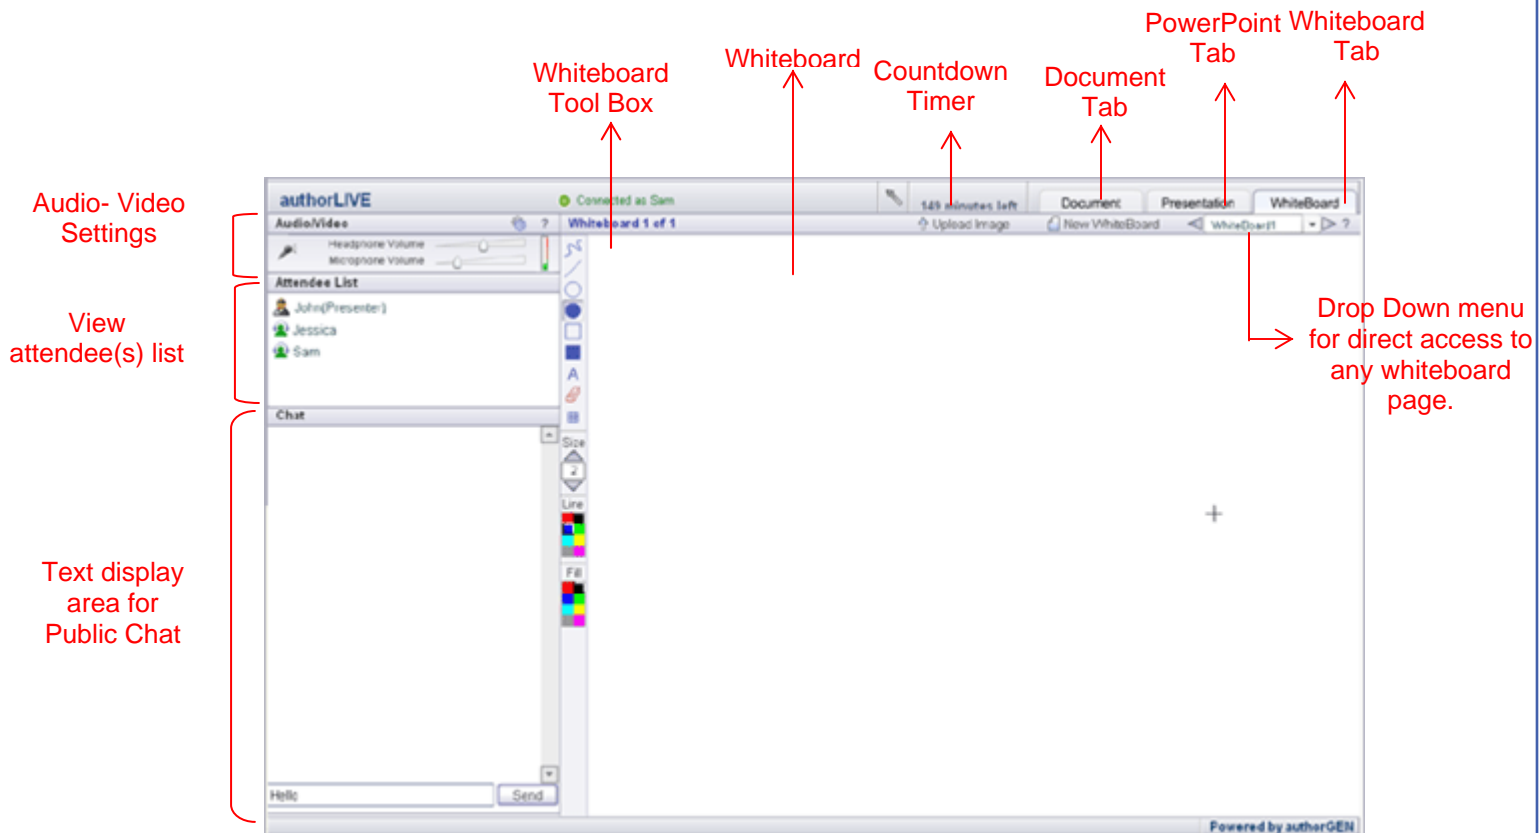 PowerPoint
Tab
Whiteboard
Tab
Whiteboard
Tool Box
Whiteboard
Countdown
Timer
Document
Tab
Audio- Video
Settings
View
attendee(s) list
Text display
area for
Public Chat
Drop Down menu
for direct access to
any whiteboard
page.
authorLIVE
Connected as Sam
149 minutes left
Document
Presentation
WhiteBoard
Audio/Video
?
Whiteboard 1 of 1
Upload Image
New WhiteBoard
WhiteBoard1
?
Headphone Volume
Microphone Volume
Attendee List
John(Presenter)
Jessica
Sam
Chat
A
Size
2
Line
Fill
Hello
Send
Powered by authorGEN